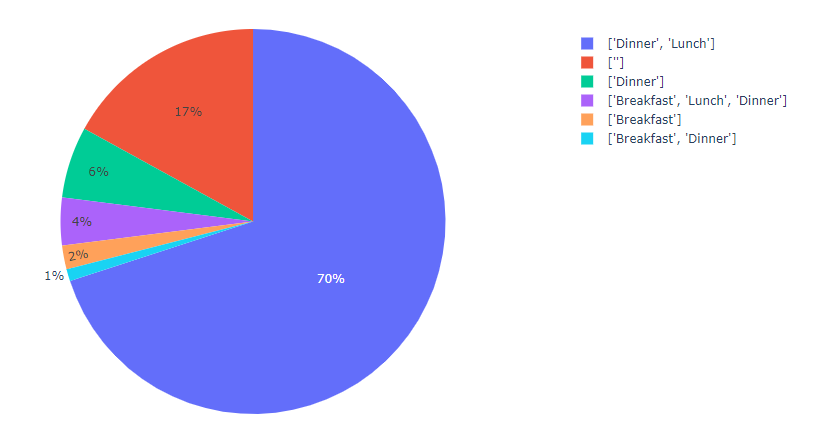 ['Dinner', 'Lunch']
['']
['Dinner']
['Breakfast', 'Lunch', 'Dinner']
['Breakfast']
['Breakfast', 'Dinner']
17%
6%
4%
2%
1%
70%